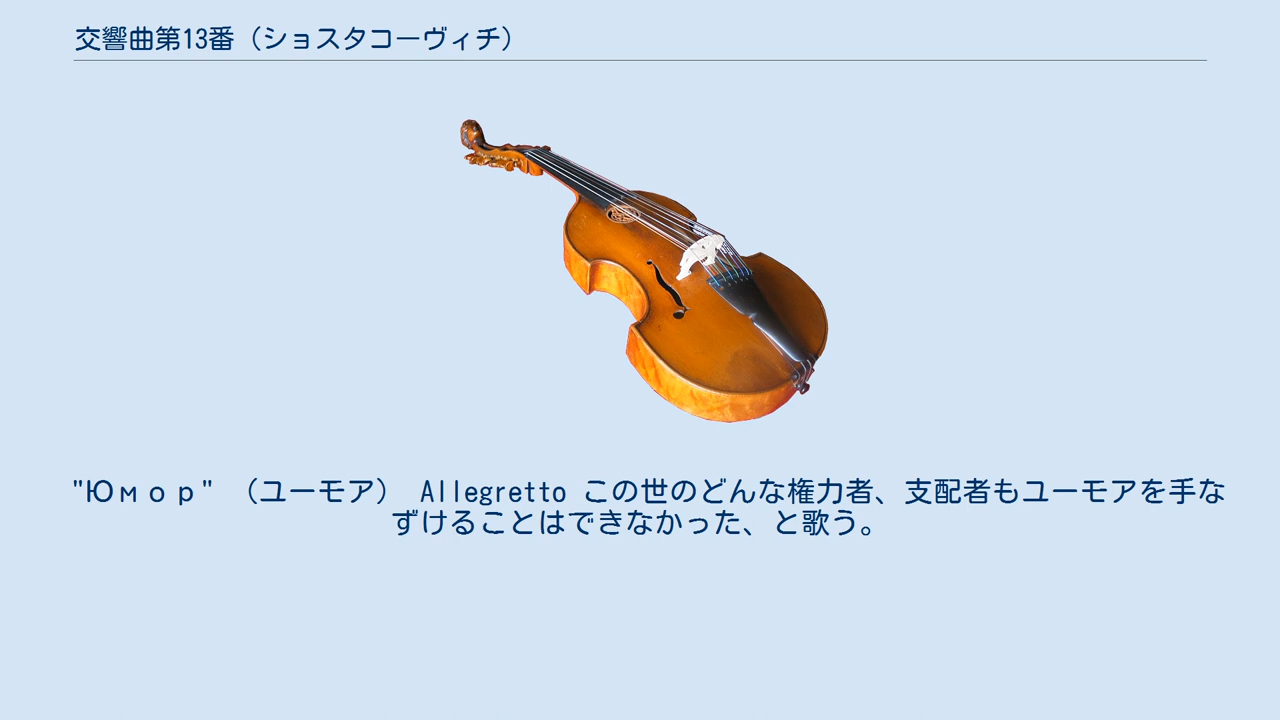 交響曲第13番（ショスタコーヴィチ）
"Юмор" （ユーモア） Allegretto この世のどんな権力者、支配者もユーモアを手な
ずけることはできなかった、と歌う。